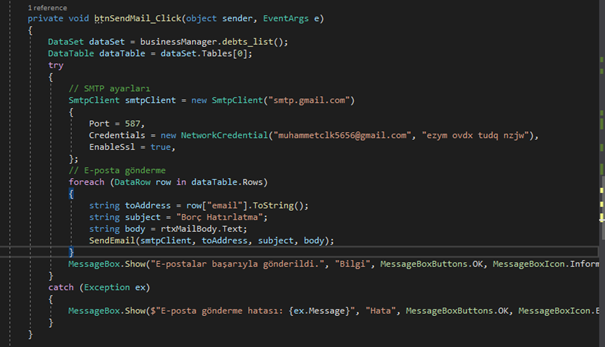 1 reference
private void btnSendMail_Click(object sender, EventArgs e)
{
DataSet dataSet = businessManager.debts_list();
DataTable dataTable = dataSet.Tables[0];
try
{
// SMTP ayarları
SmtpClient smtpClient = new SmtpClient("smtp.gmail.com")
{
Port = 587,
Credentials = new NetworkCredential("muhammetclk5656@gmail.com", "ezym ovdx tudq nzjw"),
EnableSsl = true,
};
// E-posta gönderme
foreach (DataRow row in dataTable.Rows)
{
string toAddress = row["email"].ToString();
string subject = "Borç Hatırlatma";
string body = rtxMailBody.Text;
SendEmail(smtpClient, toAddress, subject, body);
}
MessageBox.Show("E-postalar başarıyla gönderildi.", "Bilgi", MessageBoxButtons.OK, MessageBoxIcon.Inform
}
catch (Exception ex)
{
MessageBox.Show($"E-posta gönderme hatası: {ex.Message}", "Hata", MessageBoxButtons.OK, MessageBoxIcon.E
}
}